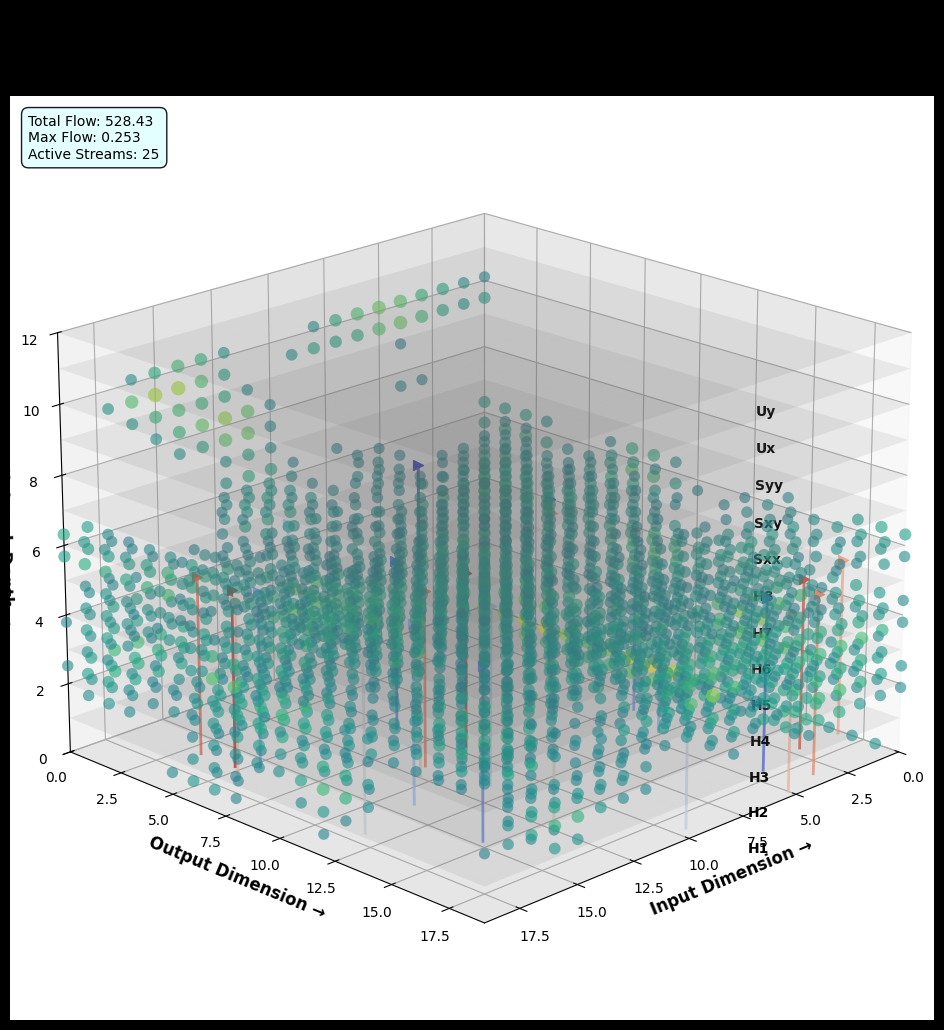 Total Flow: 528.43
Max Flow: 0.253
Active Streams: 25
12
10
8
6
4
2
0
Uy
Ux
Syy
Sxy
Sxx
H8
H7
H6
H5
H4
H3
H2
H1
0.0
2.5
5.0
7.5
10.0
12.5
15.0
17.5
Output Dimension →
0.0
2.5
5.0
7.5
10.0
12.5
15.0
17.5
Input Dimension →